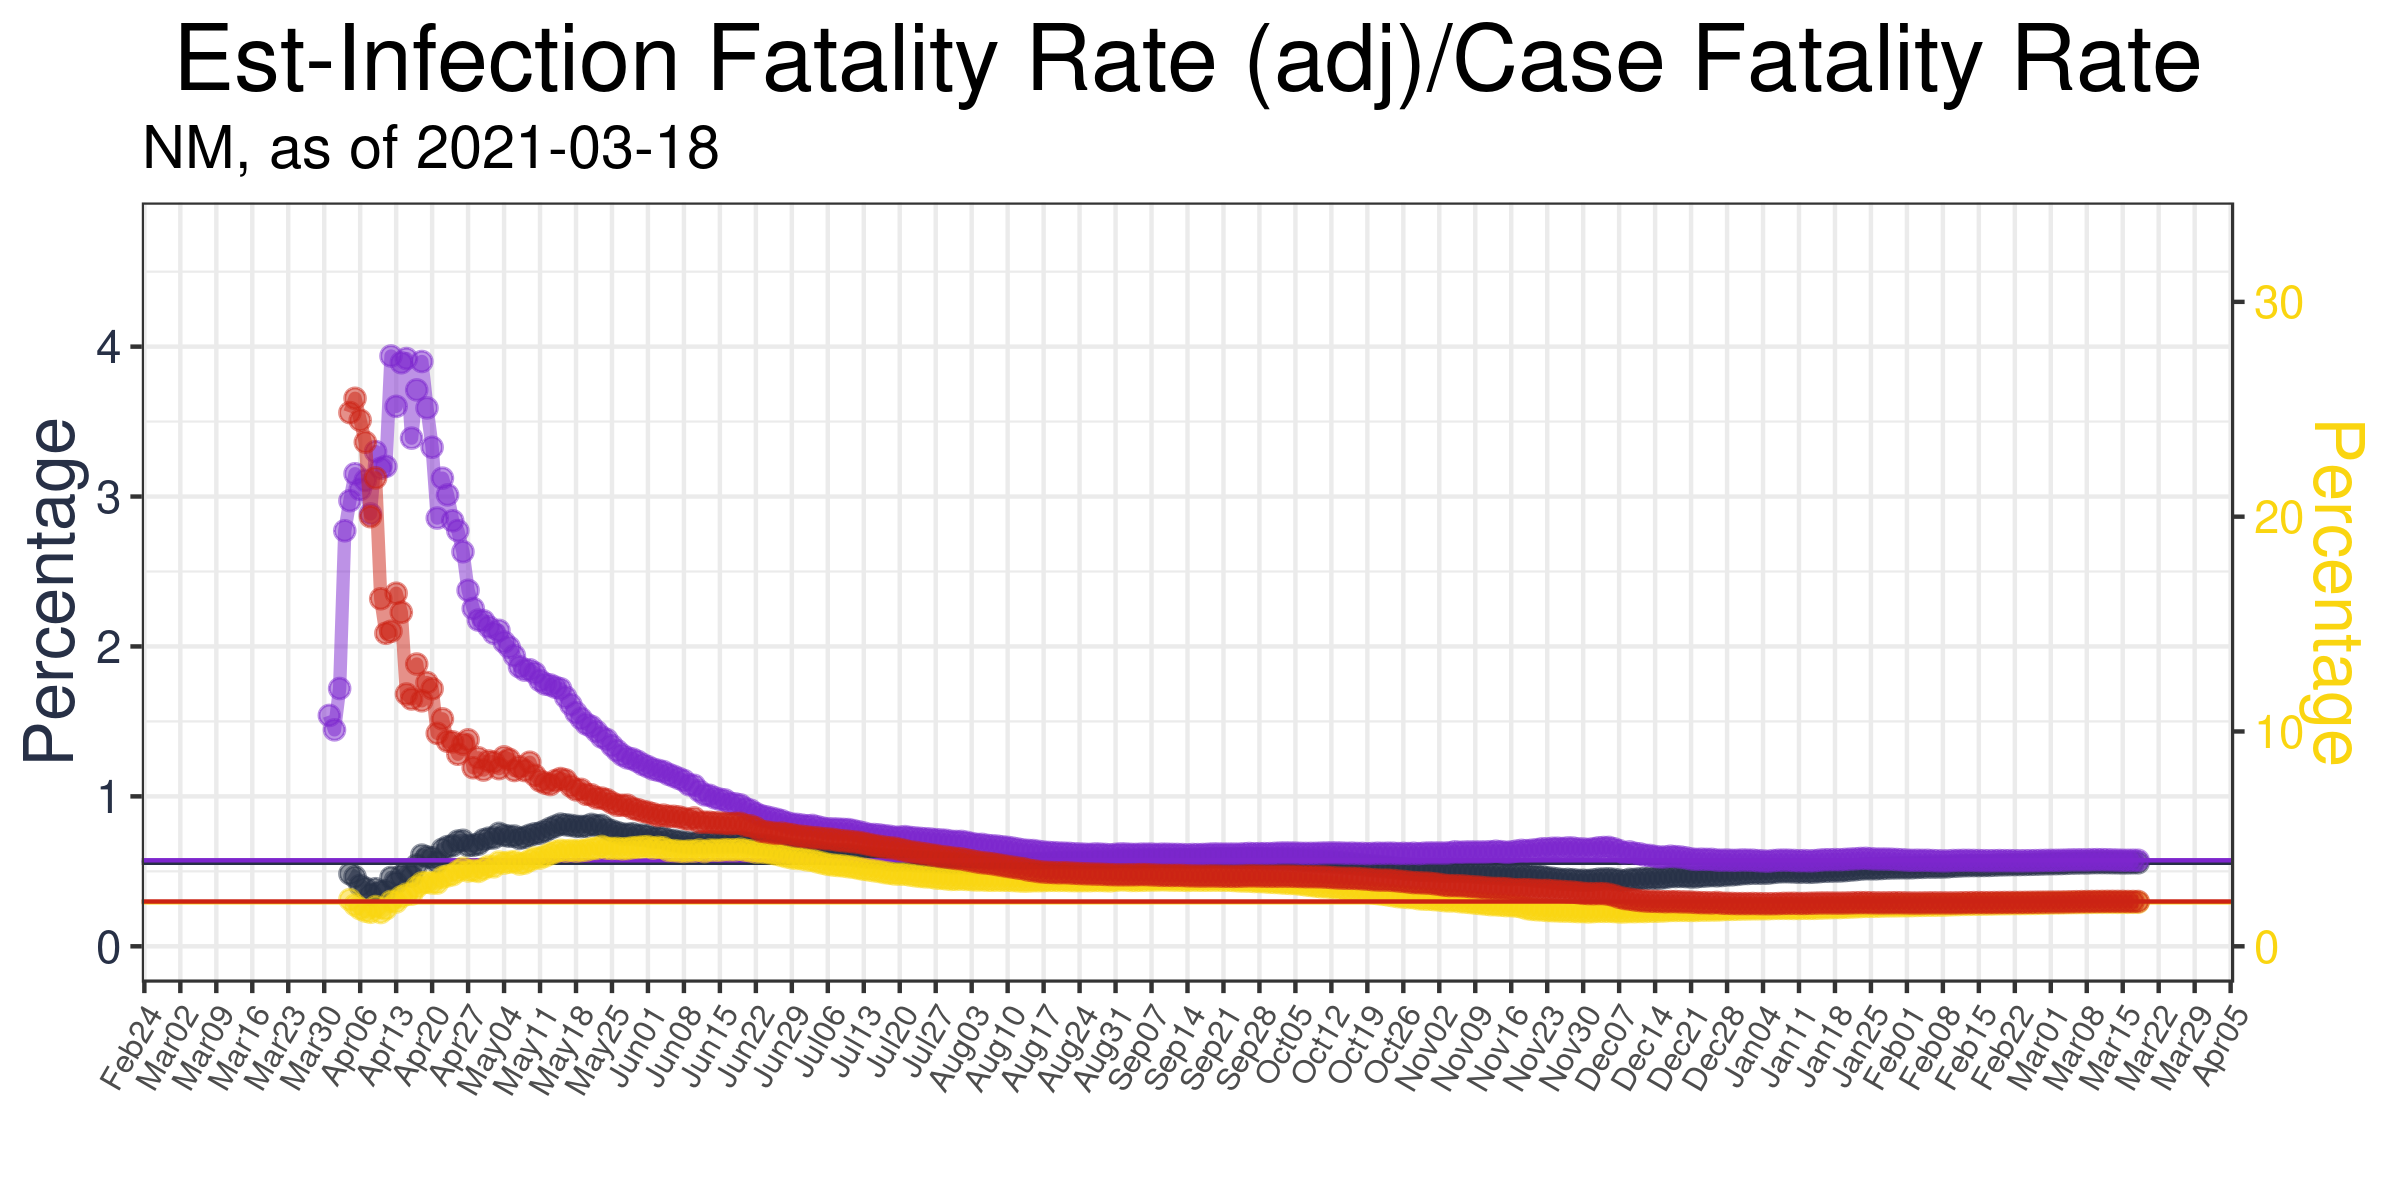 Est-Infection Fatality Rate (adj)/Case Fatality Rate
NM, as of 2021-03-18
Percentage
4
3
2
1
0
30
20
10
0
Percentage
Feb24
Mar02
Mar09
Mar16
Mar23
Mar30
Apr06
Apr13
Apr20
Apr27
May04
May11
May18
May25
Jun01
Jun08
Jun15
Jun22
Jun29
Jul06
Jul13
Jul20
Jul27
Aug03
Aug10
Aug17
Aug24
Aug31
Sep07
Sep14
Sep21
Sep28
Oct05
Oct12
Oct19
Oct26
Nov02
Nov09
Nov16
Nov23
Nov30
Dec07
Dec14
Dec21
Dec28
Dec04
Jan11
Jan18
Jan25
Feb01
Feb08
Feb15
Feb22
Mar01
Mar08
Mar15
Mar22
Mar29
Apr05